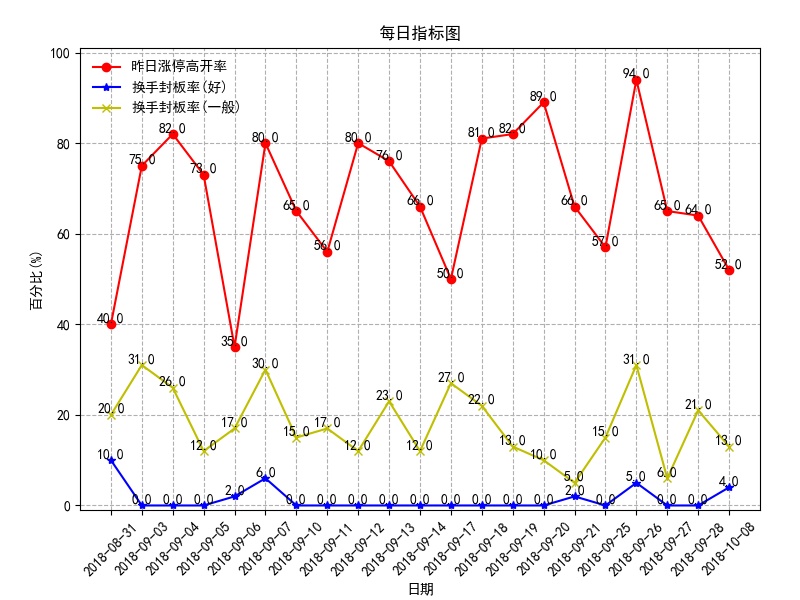 每日指标图
昨日涨停高开率
换手封板率(好)
换手封板率(一般)
百分比(%)
100
80
60
40
20
0
40.0 75.0 82.0 73.0 35.0 80.0 65.0 56.0 80.0 76.0 66.0 50.0 81.0 82.0 89.0 66.0 57.0 94.0 65.0 64.0 52.0
20.0 31.0 26.0 12.0 17.0 30.0 15.0 17.0 12.0 23.0 12.0 27.0 22.0 13.0 10.0 5.0 15.0 31.0 6.0 21.0 13.0
10.0 0.0 0.0 0.0 2.0 6.0 0.0 0.0 0.0 0.0 0.0 0.0 0.0 0.0 0.0 2.0 0.0 5.0 0.0 0.0 4.0
2018-08-31 2018-09-03 2018-09-04 2018-09-05 2018-09-06 2018-09-07 2018-09-10 2018-09-11 2018-09-12 2018-09-13 2018-09-14 2018-09-17 2018-09-18 2018-09-19 2018-09-20 2018-09-21 2018-09-25 2018-09-26 2018-09-27 2018-09-28 2018-10-08
日期